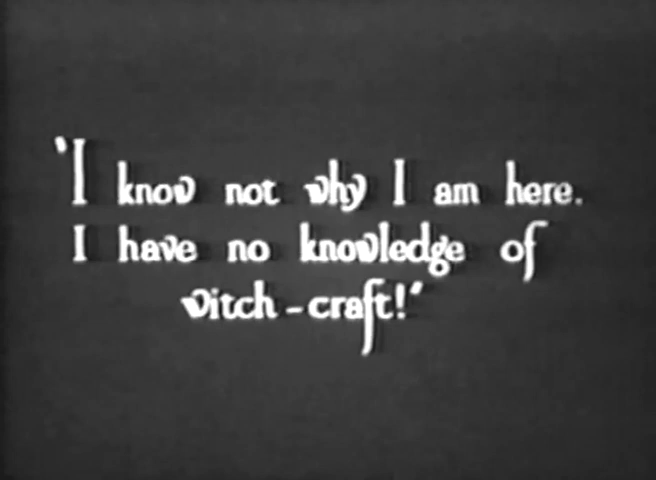 'I know not why I am here.
I have no knowledge of
witch-craft!'